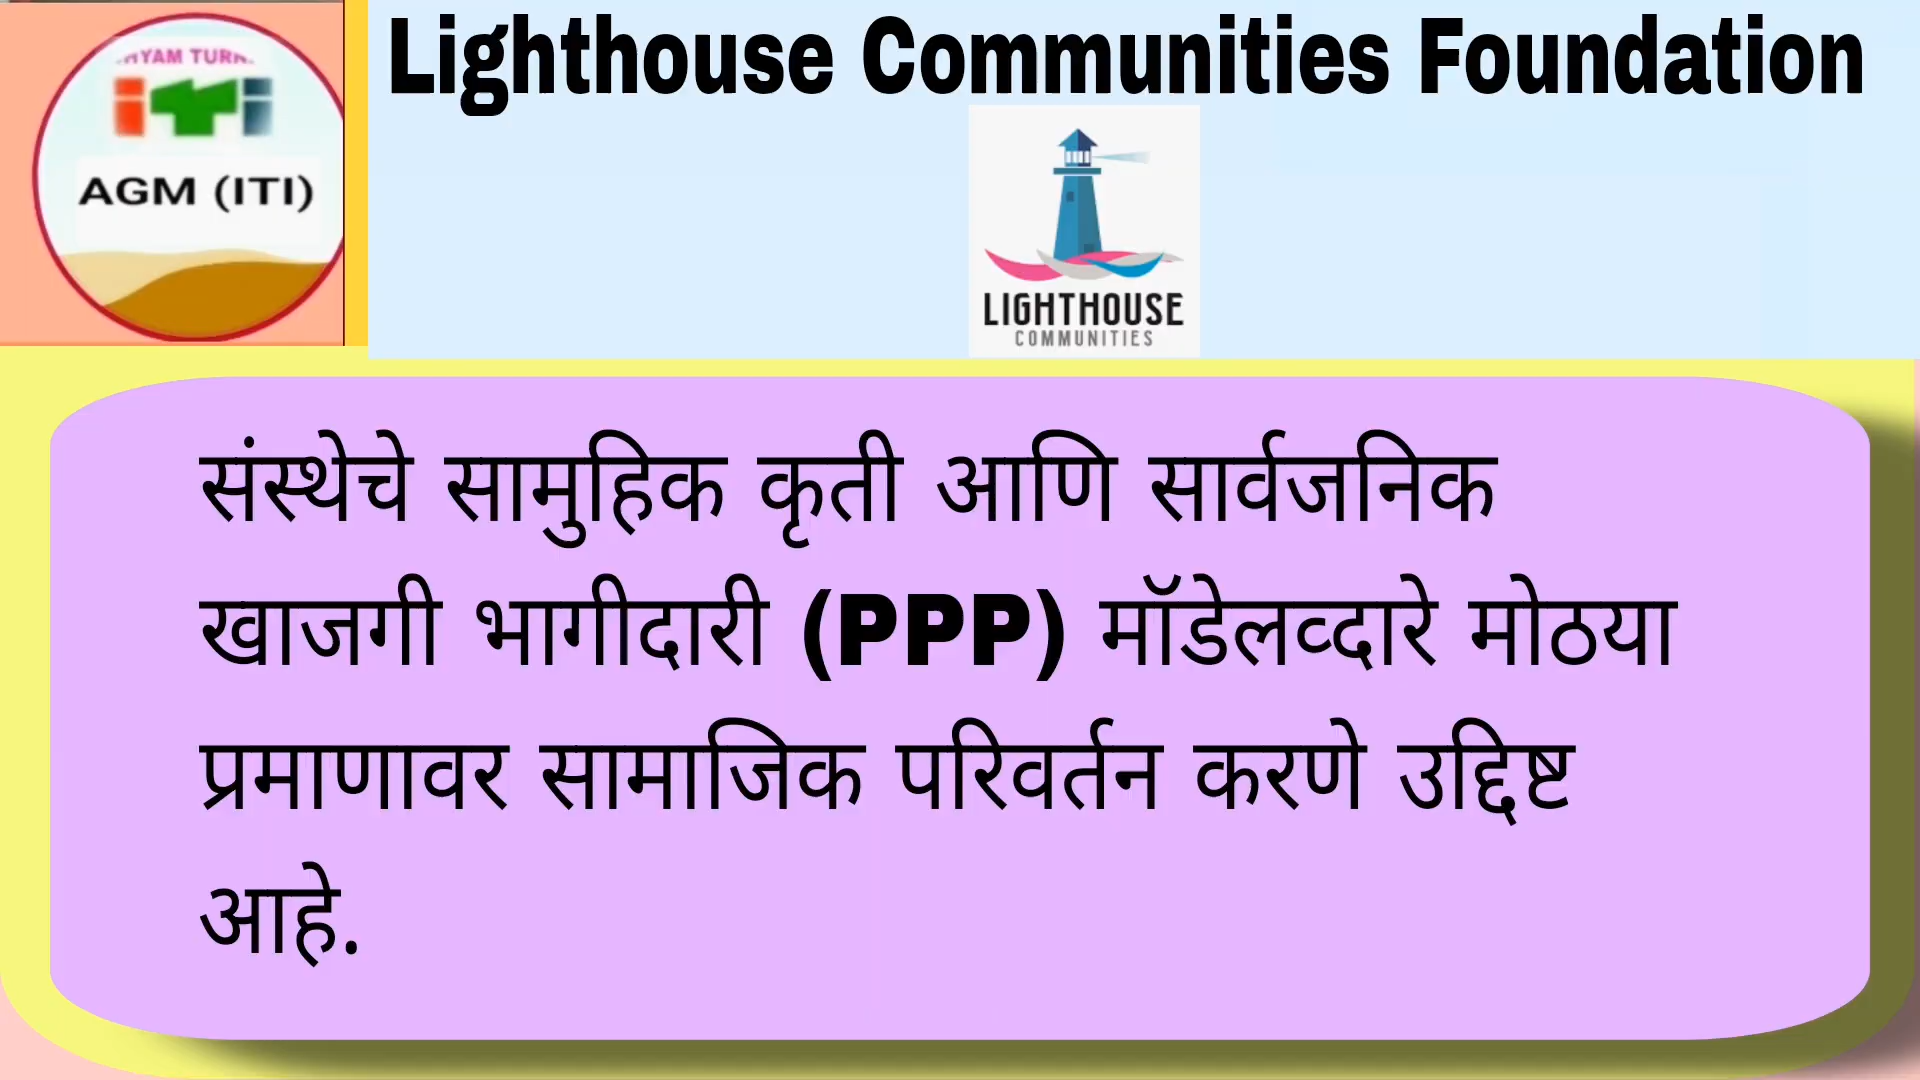 Lighthouse Communities Foundation
iTi
AGM (ITI)
LIGHTHOUSE
COMMUNITIES
संस्थेचे सामुहिक कृती आणि सार्वजनिक
खाजगी भागीदारी (PPP) मॉडेलव्दारे मोठया
प्रमाणावर सामाजिक परिवर्तन करणे उद्दिष्ट
आहे.